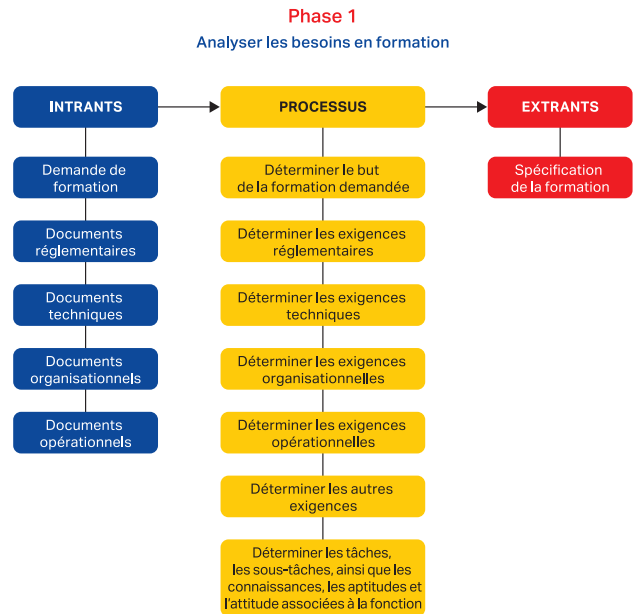 Phase 1
Analyser les besoins en formation
INTRANTS
PROCESSUS
EXTRANTS
Demande de
formation
Documents
réglementaires
Documents
techniques
Documents
organisationnels
Documents
opérationnels
Déterminer le but
de la formation demandée
Déterminer les exigences
réglementaires
Déterminer les exigences
techniques
Déterminer les exigences
organisationnelles
Déterminer les exigences
opérationnelles
Déterminer les autres
exigences
Déterminer les tâches,
les sous-tâches, ainsi que les
connaissances, les aptitudes et
l'attitude associées à la fonction
Spécification
de la formation